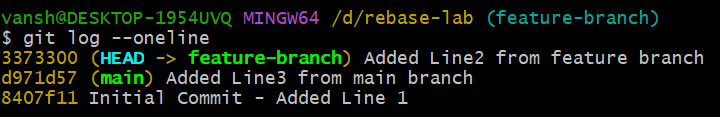 vansh@DESKTOP-1954UVQ MINGW64 /d/rebase-lab (feature-branch)
$ git log --oneline
3373300 (HEAD -> feature-branch) Added Line2 from feature branch
d971d57 (main) Added Line3 from main branch
8407f11 Initial Commit - Added Line 1